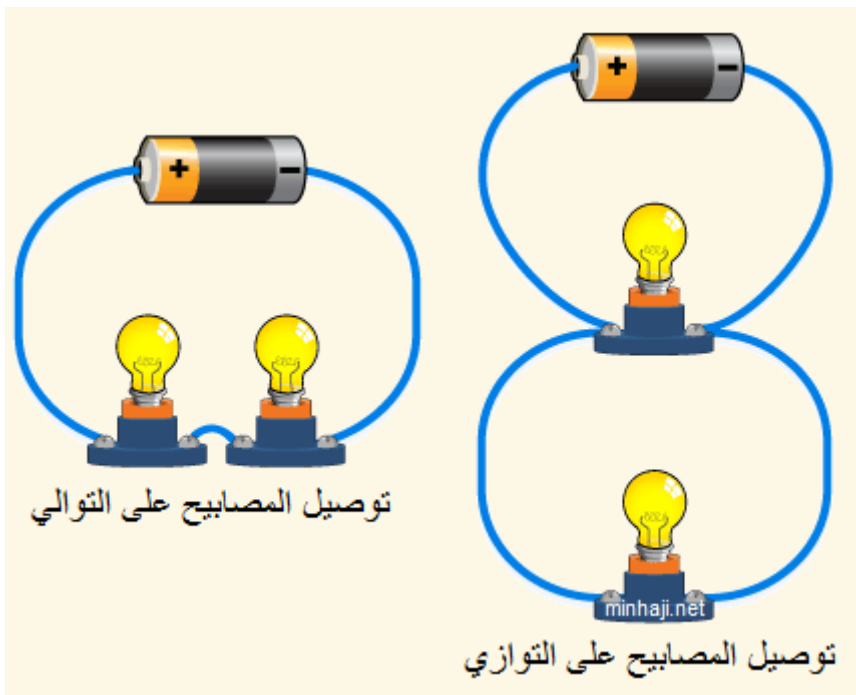 + -
+ -
توصيل المصابيح على التوالي
minhaji.net
توصيل المصابيح على التوازي